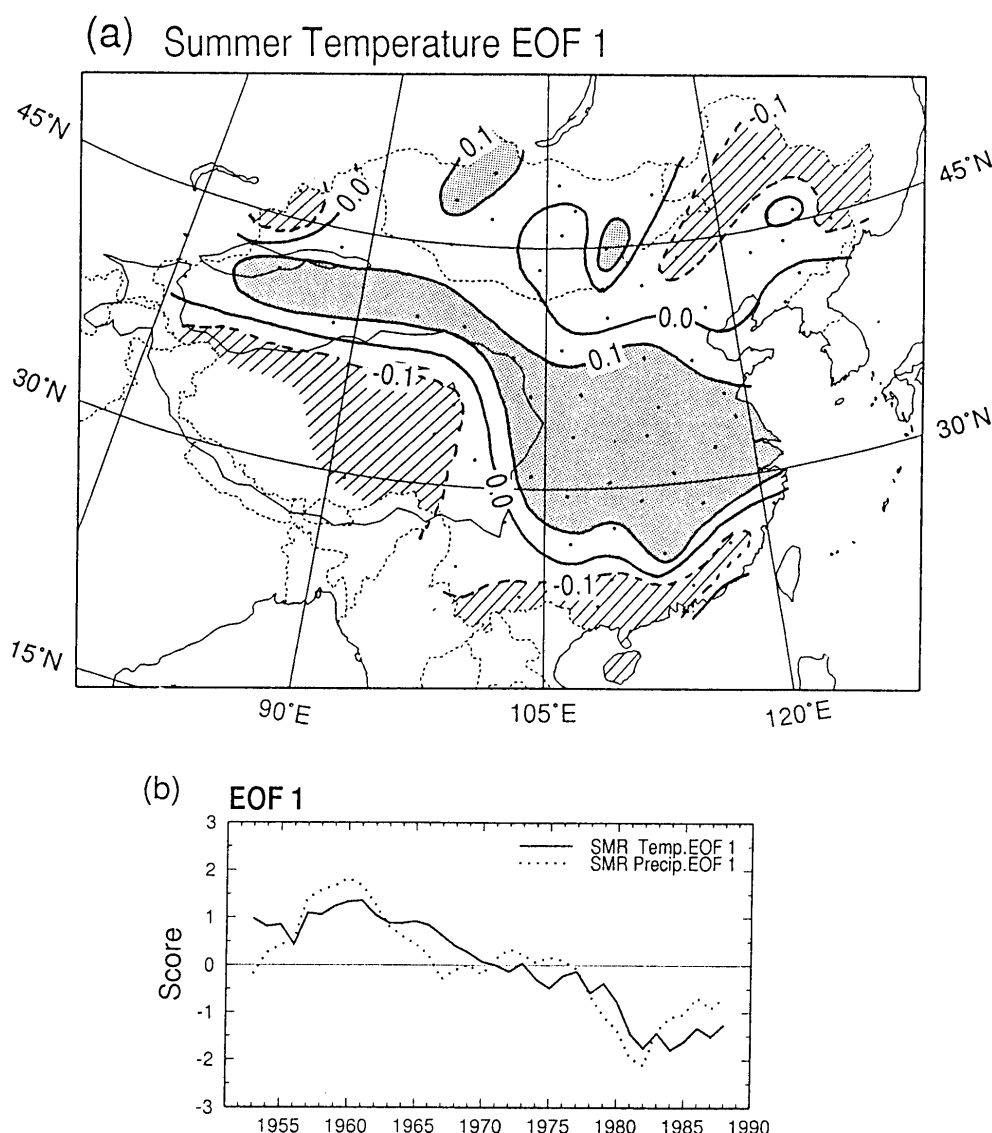 (a) Summer Temperature EOF 1
45°N
0.1
-0.1
0.0
45°N
0.0
0.1
-0.1
30°N
30°N
0.0
-0.1
15°N
90°E 105°E 120°E
(b) EOF 1
3
SMR Temp.EOF 1
SMR Precip.EOF 1
2
1
0
-1
-2
-3
Score
1955 1960 1965 1970 1975 1980 1985 1990